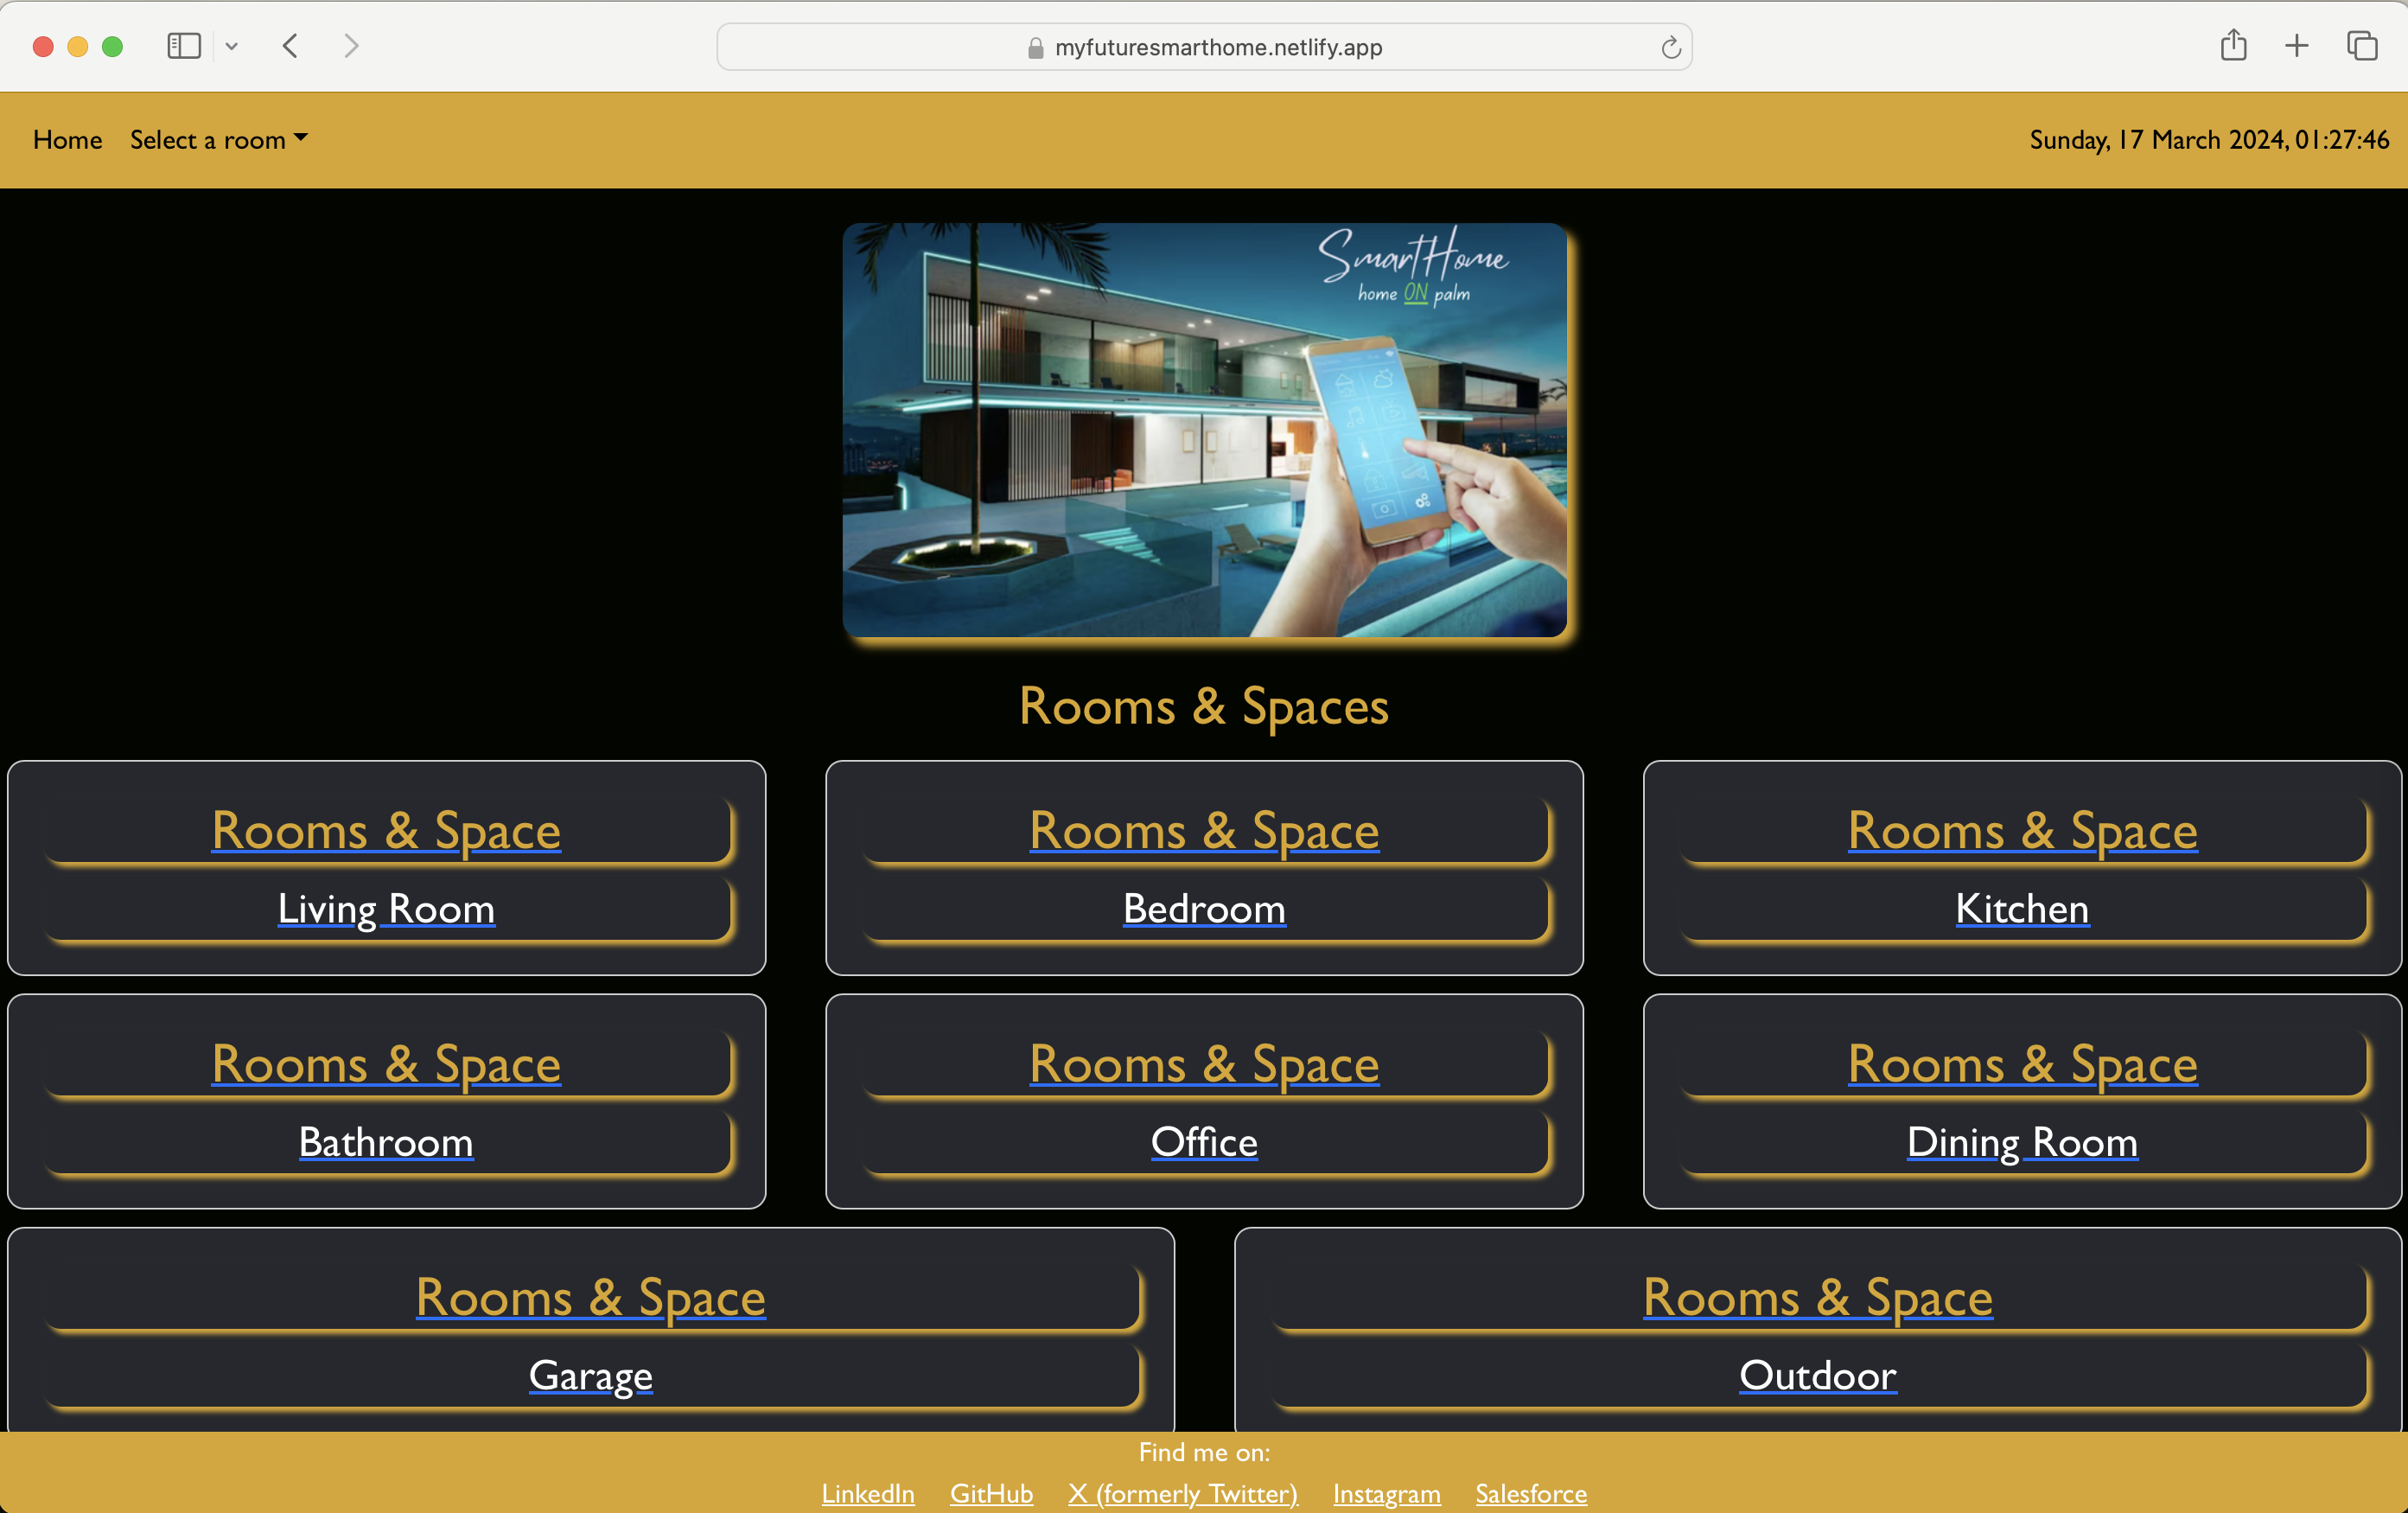 myfuturesmarthome.netlify.app
Home Select a room Sunday, 17 March 2024, 01:27:46
SmartHome
home ON palm
Rooms & Spaces
Rooms & Space Rooms & Space Rooms & Space
Living Room Bedroom Kitchen
Rooms & Space Rooms & Space Rooms & Space
Bathroom Office Dining Room
Rooms & Space Rooms & Space
Garage Outdoor
Find me on:
LinkedIn GitHub X (formerly Twitter) Instagram Salesforce